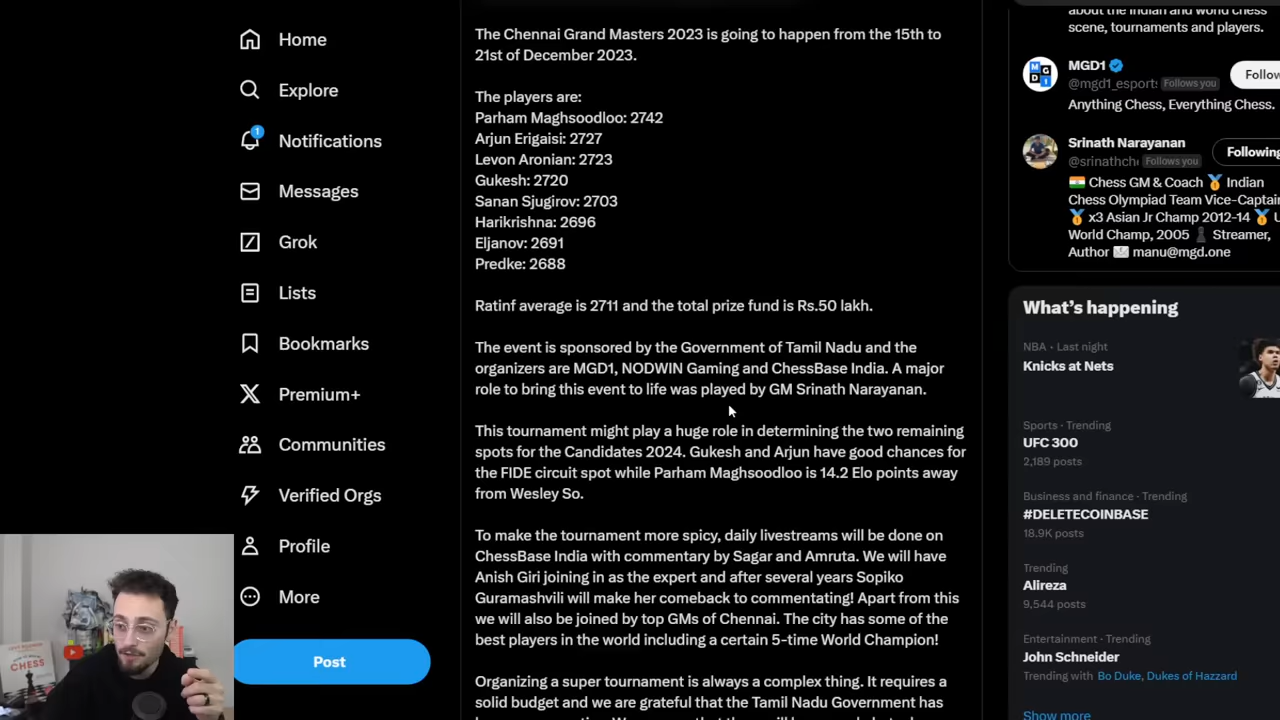 Home
Explore
1
Notifications
Messages
Grok
Lists
Bookmarks
Premium+
Communities
Verified Orgs
Profile
More
Post
The Chennai Grand Masters 2023 is going to happen from the 15th to
21st of December 2023.
The players are:
Parham Maghsoodloo: 2742
Arjun Erigaisi: 2727
Levon Aronian: 2723
Gukesh: 2720
Sanan Sjugirov: 2703
Harikrishna: 2696
Eljanov: 2691
Predke: 2688
Ratinf average is 2711 and the total prize fund is Rs.50 lakh.
The event is sponsored by the Government of Tamil Nadu and the
organizers are MGD1, NODWIN Gaming and ChessBase India. A major
role to bring this event to life was played by GM Srinath Narayanan.
This tournament might play a huge role in determining the two remaining
spots for the Candidates 2024. Gukesh and Arjun have good chances for
the FIDE circuit spot while Parham Maghsoodloo is 14.2 Elo points away
from Wesley So.
To make the tournament more spicy, daily livestreams will be done on
ChessBase India with commentary by Sagar and Amruta. We will have
Anish Giri joining in as the expert and after several years Sopiko
Guramashvili will make her comeback to commentating! Apart from this
we will also be joined by top GMs of Chennai. The city has some of the
best players in the world including a certain 5-time World Champion!
Organizing a super tournament is always a complex thing. It requires a
solid budget and we are grateful that the Tamil Nadu Government has
about the Indian and world chess
scene, tournaments and players.
MGD1
@mgd1_esport: Follows you
Follow
Anything Chess, Everything Chess.
Srinath Narayanan
@srinathch Follows you
Following
Chess GM & Coach Indian
Chess Olympiad Team Vice-Captain
x3 Asian Jr Champ 2012-14 U
World Champ, 2005 Streamer,
Author manu@mgd.one
What's happening
NBA · Last night
Knicks at Nets
Sports · Trending
UFC 300
2,189 posts
Business and finance · Trending
#DELETECOINBASE
18.9K posts
Trending
Alireza
9,544 posts
Entertainment · Trending
John Schneider
Trending with Bo Duke, Dukes of Hazzard
Show more
CHESS